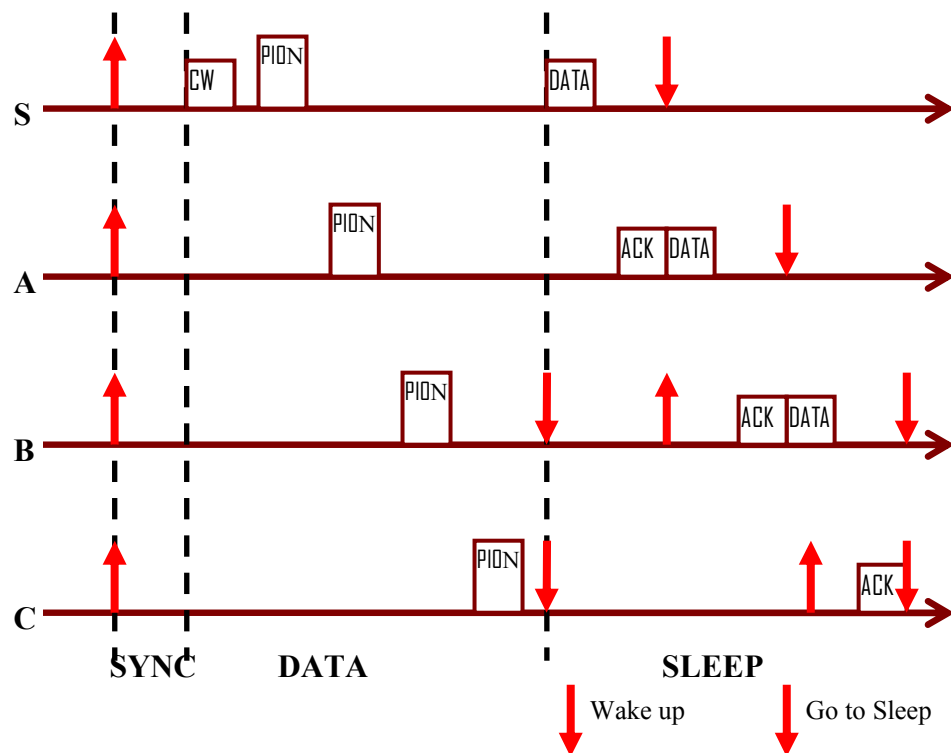 CW PION DATA
S
PION ACK DATA
A
PION ACK DATA
B
PION ACK
C
SYNC DATA SLEEP
Wake up Go to Sleep